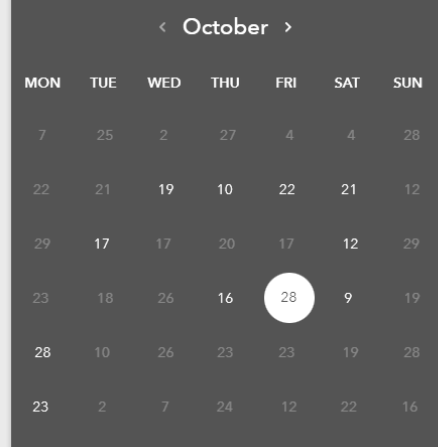 ‹ October ›
MON TUE WED THU FRI SAT SUN
7 25 2 27 4 4 28
22 21 19 10 22 21 12
29 17 17 20 17 12 29
23 18 26 16 28 9 19
28 10 26 23 23 19 28
23 2 7 24 12 22 16